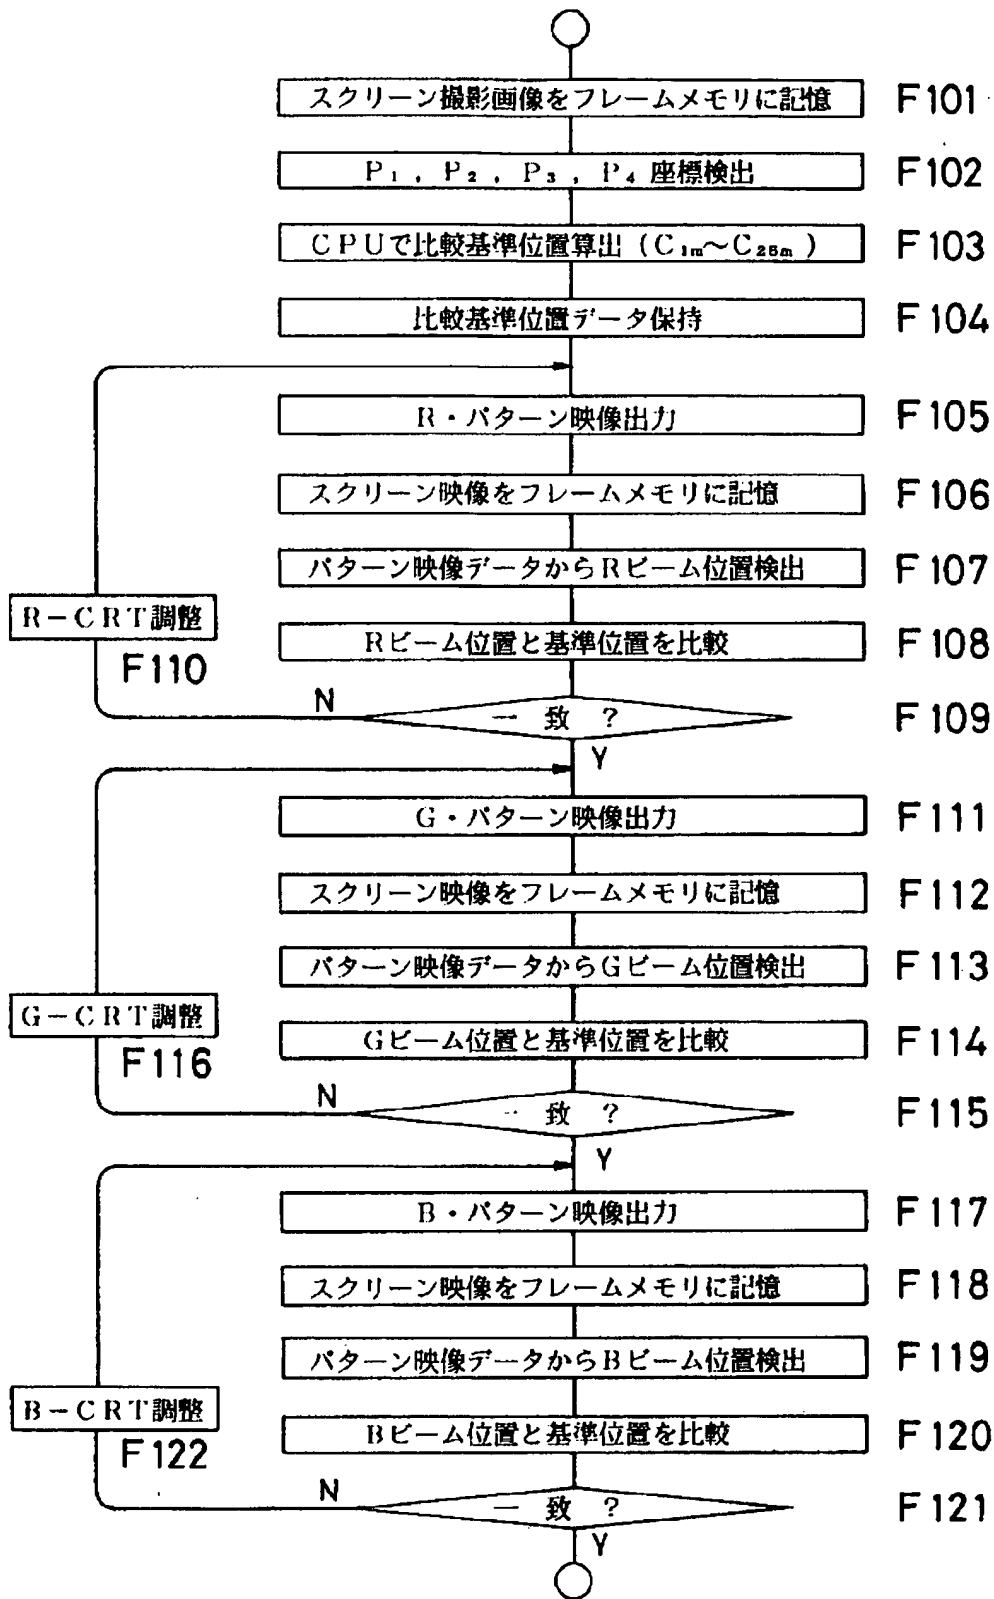 スクリーン撮影画像をフレームメモリに記憶 F101
P₁, P₂, P₃, P₄ 座標検出 F102
CPUで比較基準位置算出 (C₁ₘ～C₂₅ₘ) F103
比較基準位置データ保持 F104
R・パターン映像出力 F105
スクリーン映像をフレームメモリに記憶 F106
パターン映像データからRビーム位置検出 F107
R－CRT調整
F110
Rビーム位置と基準位置を比較 F108
N
一致? F109
Y
G・パターン映像出力 F111
スクリーン映像をフレームメモリに記憶 F112
パターン映像データからGビーム位置検出 F113
G－CRT調整
F116
Gビーム位置と基準位置を比較 F114
N
一致? F115
Y
B・パターン映像出力 F117
スクリーン映像をフレームメモリに記憶 F118
パターン映像データからBビーム位置検出 F119
B－CRT調整
F122
Bビーム位置と基準位置を比較 F120
N
一致? F121
Y